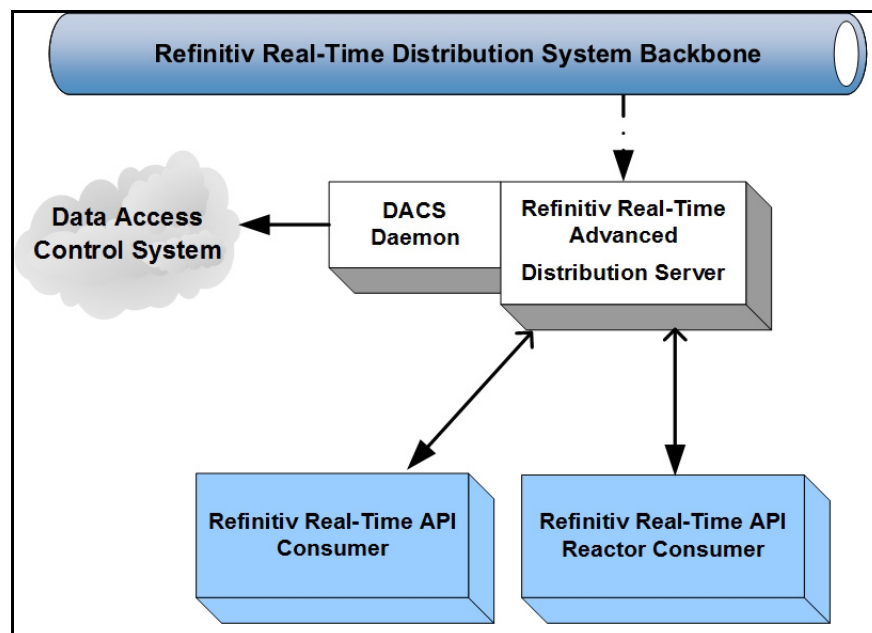 Refinitiv Real-Time Distribution System Backbone
Data Access
Control System
DACS
Daemon
Refinitiv Real-Time
Advanced
Distribution Server
Refinitiv Real-Time API
Consumer
Refinitiv Real-Time API
Reactor Consumer